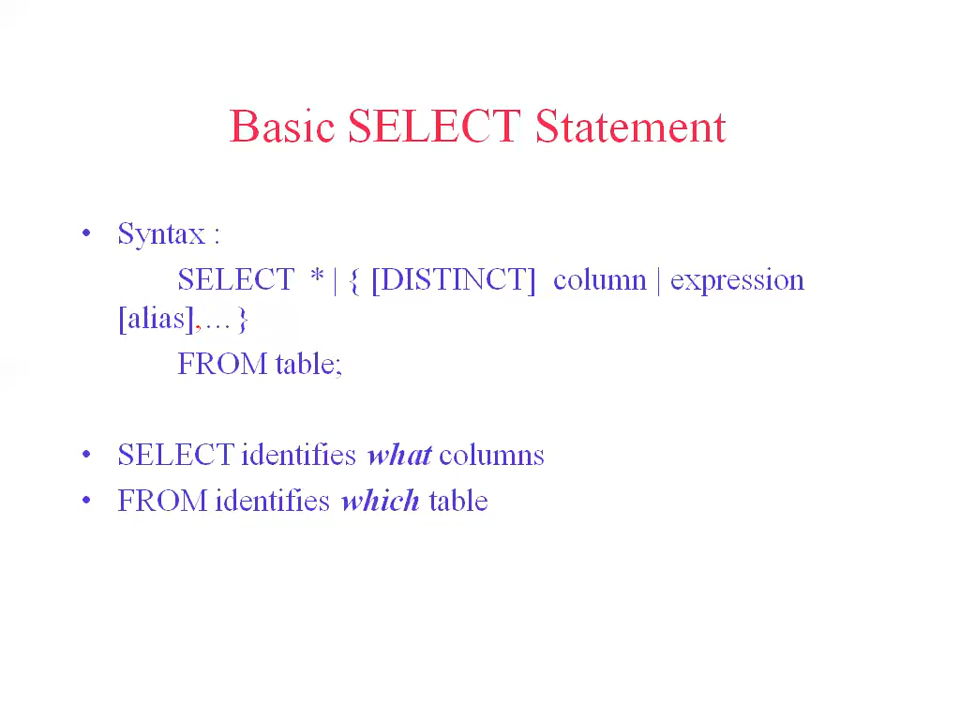 Basic SELECT Statement
• Syntax :
SELECT * | { [DISTINCT] column | expression
[alias],... }
FROM table;
• SELECT identifies what columns
• FROM identifies which table